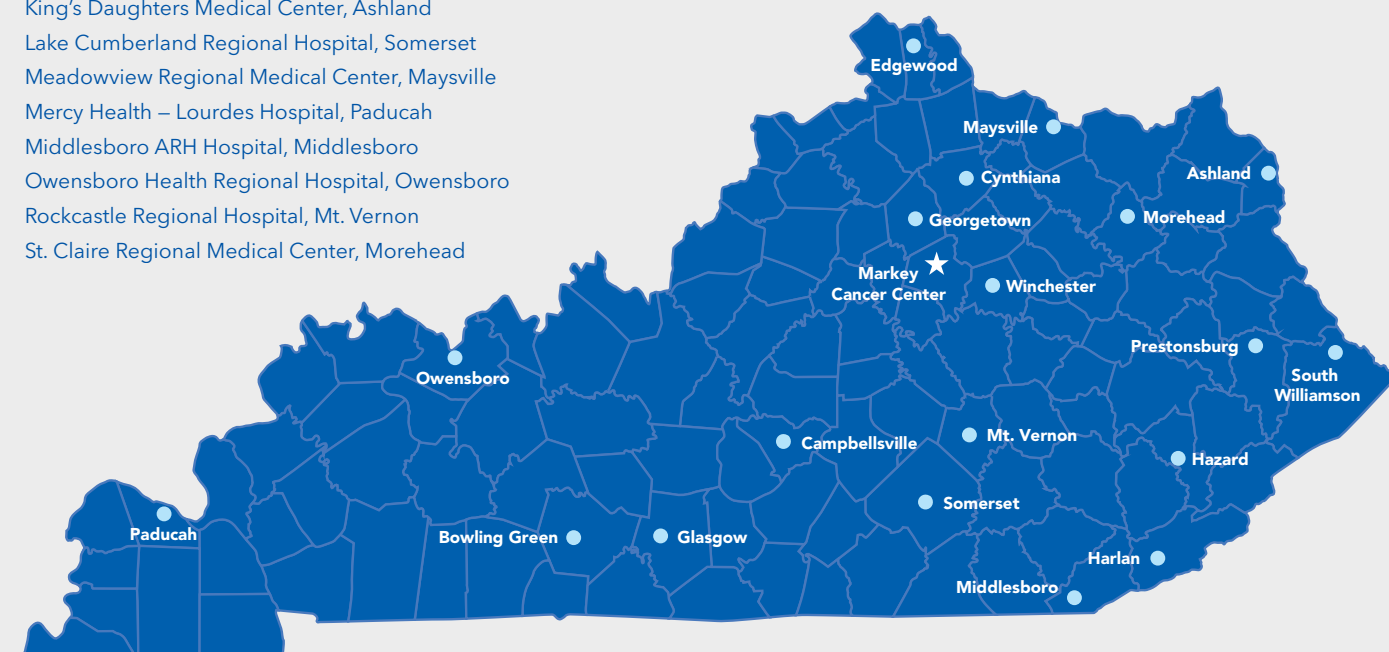 King’s Daughters Medical Center, Ashland
Lake Cumberland Regional Hospital, Somerset
Meadowview Regional Medical Center, Maysville
Mercy Health – Lourdes Hospital, Paducah
Middlesboro ARH Hospital, Middlesboro
Owensboro Health Regional Hospital, Owensboro
Rockcastle Regional Hospital, Mt. Vernon
St. Claire Regional Medical Center, Morehead
Edgewood
Maysville
Cynthiana
Ashland
Georgetown
Morehead
Markey
Cancer Center
Winchester
Prestonsburg
South
Williamson
Owensboro
Campbellsville
Mt. Vernon
Hazard
Somerset
Paducah
Bowling Green
Glasgow
Harlan
Middlesboro